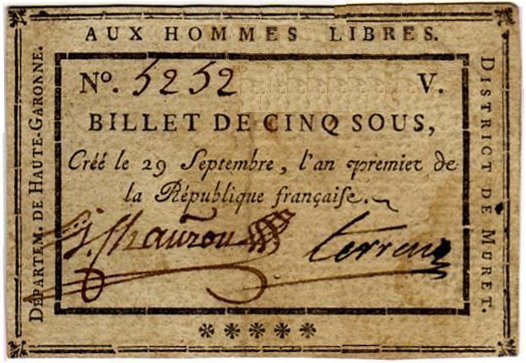 AUX HOMMES LIBRES.
DÉPARTEM. DE HAUTE-GARONNE.
N°. 5252 V.
BILLET DE CINQ SOUS,
Créé le 29 Septembre, l'an premier de
la République françaiſe.
DISTRICT DE MURET.